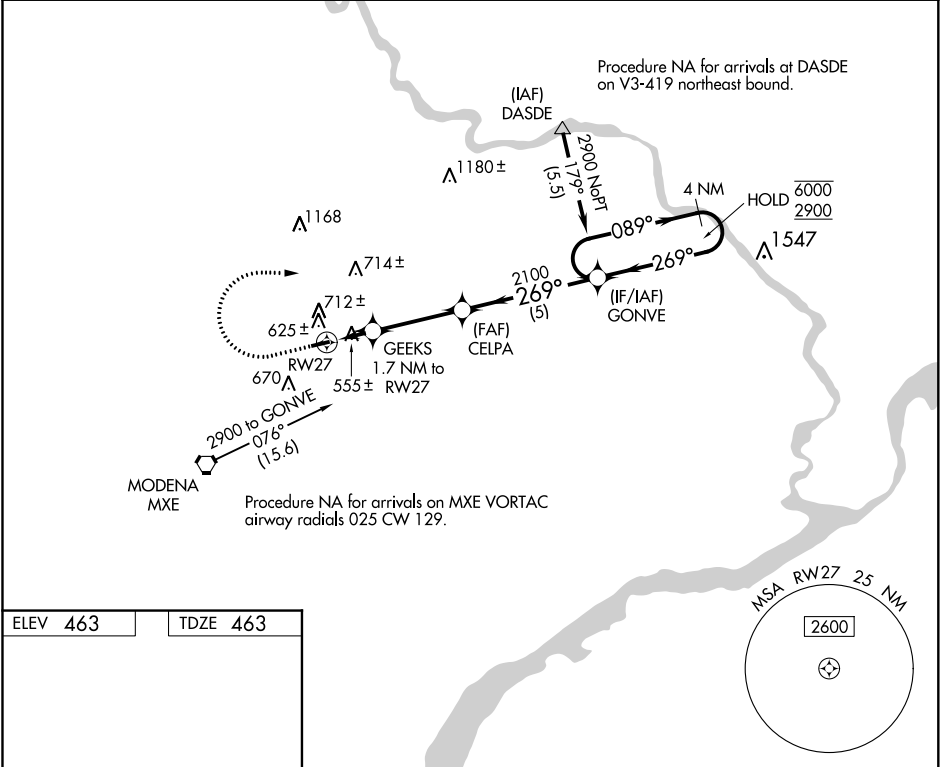 Procedure NA for arrivals at DASDE
on V3-419 northeast bound.
(IAF)
DASDE
2900 NoPT
179°
(5.5)
1180 ±
4 NM
HOLD
6000
2900
1168
089°
1547
714 ±
269°
2100
269°
(5)
(IF/IAF)
GONVE
712 ±
625 ±
(FAF)
CELPA
GEEKS
1.7 NM to
RW27
RW27
670
555 ±
2900 to GONVE
076°
(15.6)
MODENA
MXE
Procedure NA for arrivals on MXE VORTAC
airway radials 025 CW 129.
MSA RW27 25 NM
2600
ELEV 463
TDZE 463